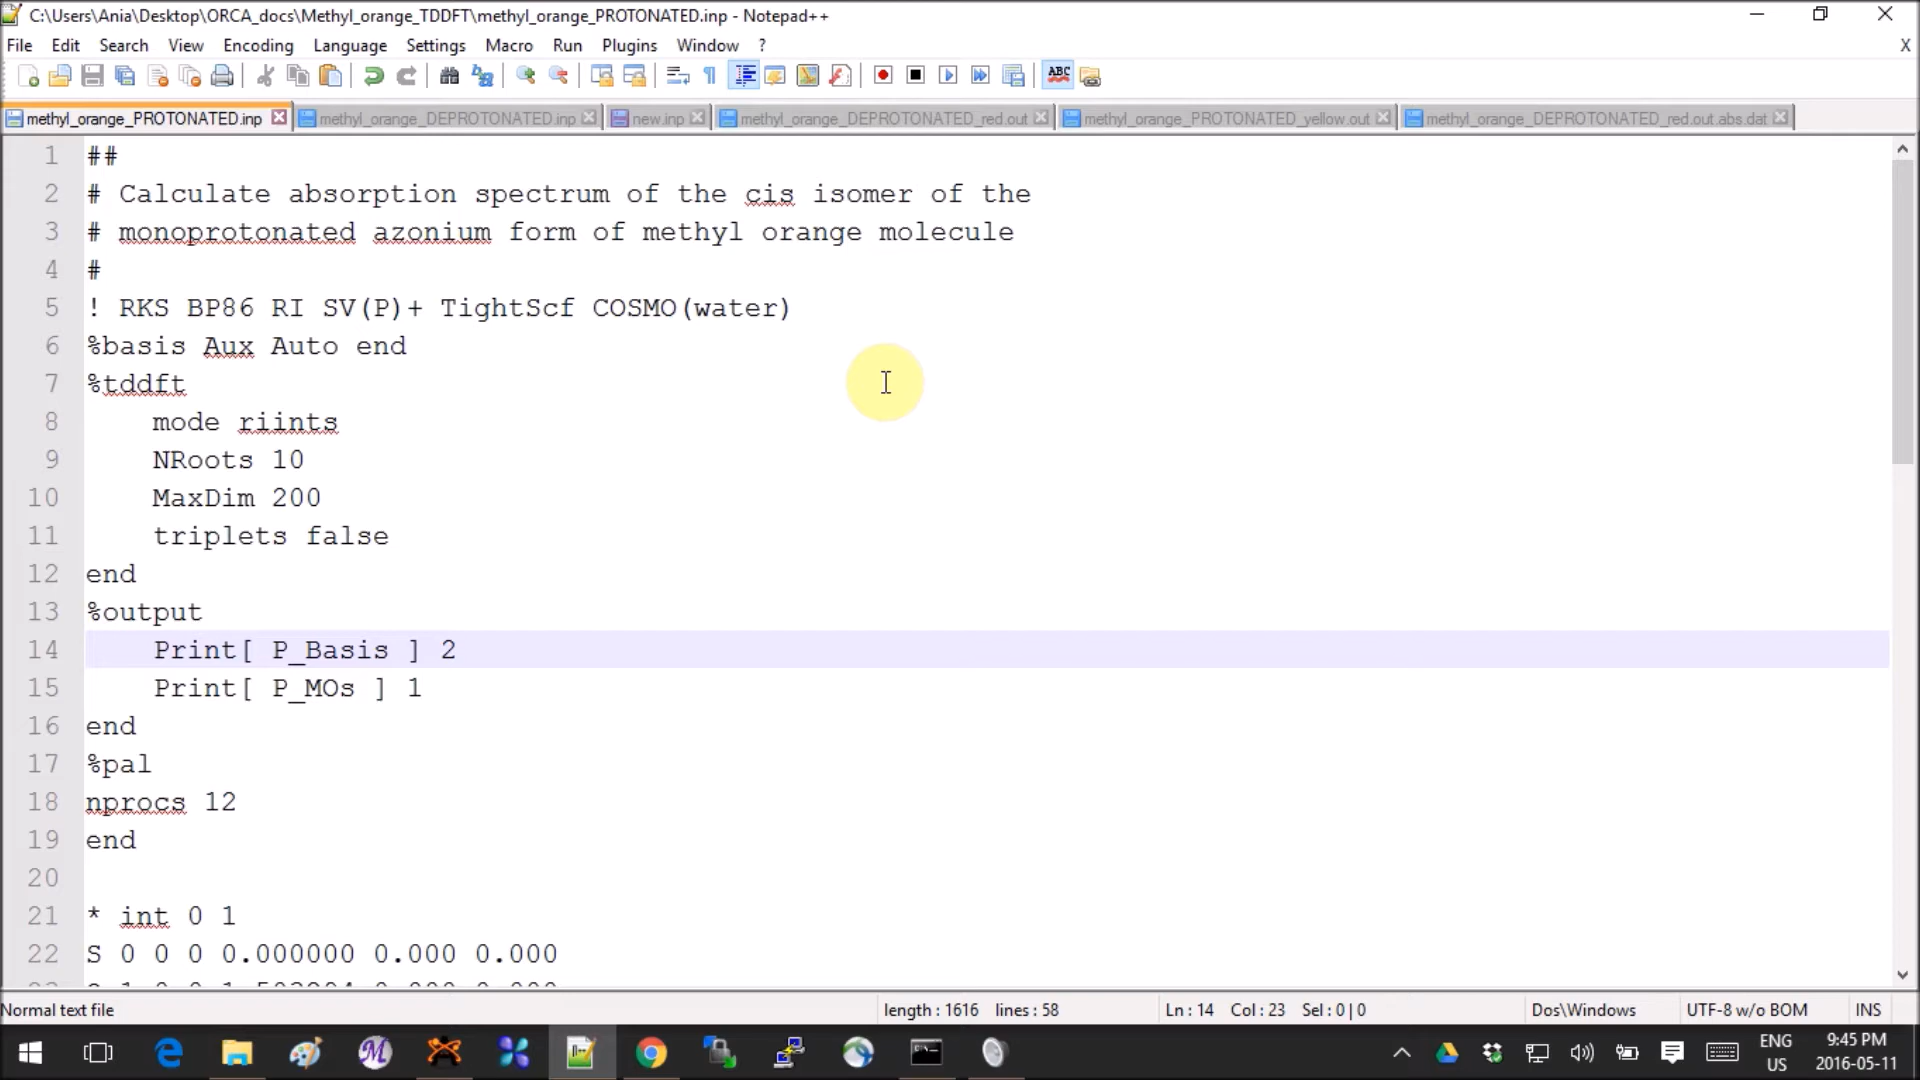 C:\Users\Ania\Desktop\ORCA_docs\Methyl_orange_TDDFT\methyl_orange_PROTONATED.inp - Notepad++
File Edit Search View Encoding Language Settings Macro Run Plugins Window ? X
ABC
methyl_orange_PROTONATED.inp methyl_orange_DEPROTONATED.inp new.inp methyl_orange_DEPROTONATED_red.out methyl_orange_PROTONATED_yellow.out methyl_orange_DEPROTONATED_red.out.abs.dat
1 ##
2 # Calculate absorption spectrum of the cis isomer of the
3 # monoprotonated azonium form of methyl orange molecule
4 #
5 ! RKS BP86 RI SV(P)+ TightScf COSMO(water)
6 %basis Aux Auto end
7 %tddft
8 mode riints
9 NRoots 10
10 MaxDim 200
11 triplets false
12 end
13 %output
14 Print[ P_Basis ] 2
15 Print[ P_MOs ] 1
16 end
17 %pal
18 nprocs 12
19 end
20
21 * int 0 1
22 S 0 0 0 0.000000 0.000 0.000
Normal text file length : 1616 lines : 58 Ln : 14 Col : 23 Sel : 0 | 0 Dos\Windows UTF-8 w/o BOM INS
ENG 9:45 PM
US 2016-05-11